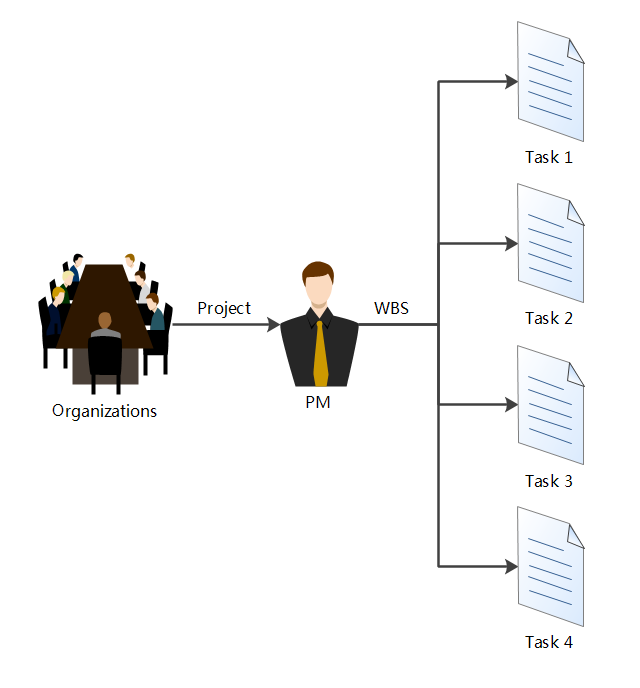 Task 1
Project
WBS
Task 2
Organizations
PM
Task 3
Task 4